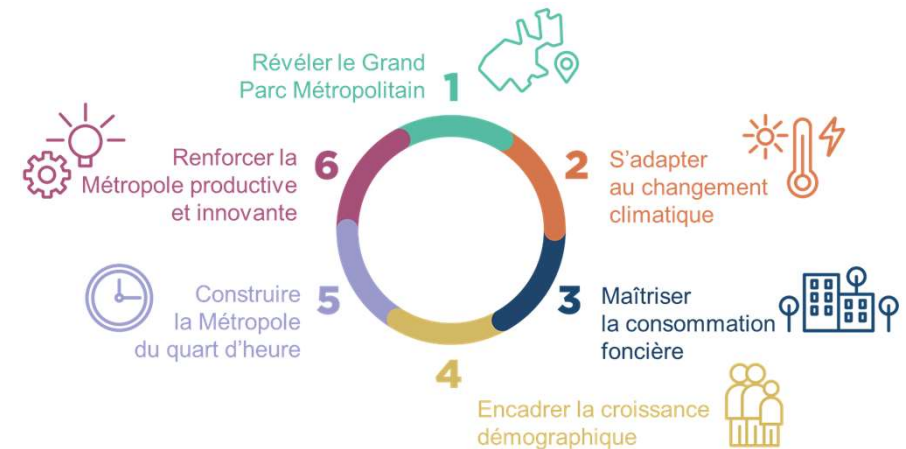 Révéler le Grand
Parc Métropolitain
1
2
S'adapter
au changement
climatique
3
Maîtriser
la consommation
foncière
4
Encadrer la croissance
démographique
5
Construire
la Métropole
du quart d'heure
6
Renforcer la
Métropole productive
et innovante